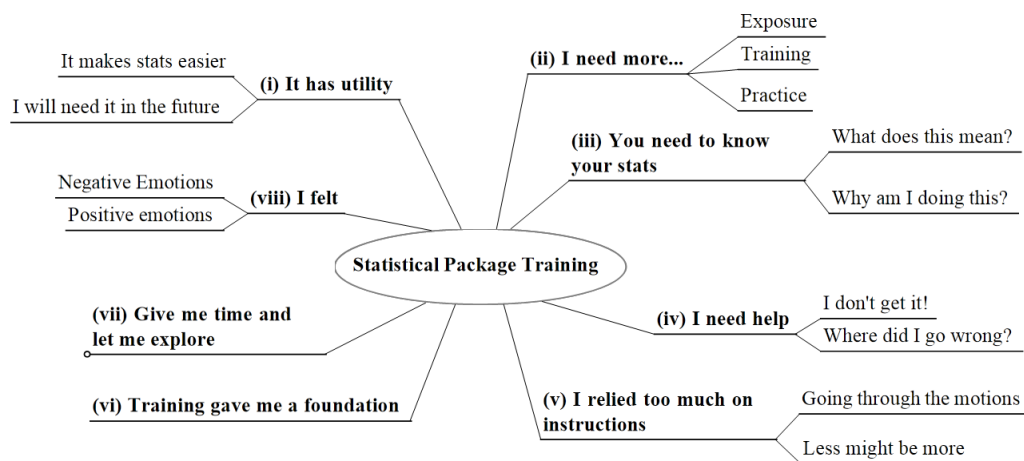 Statistical Package Training
(i) It has utility
It makes stats easier
I will need it in the future
(ii) I need more...
Exposure
Training
Practice
(iii) You need to know
your stats
What does this mean?
Why am I doing this?
(iv) I need help
I don't get it!
Where did I go wrong?
(v) I relied too much on
instructions
Going through the motions
Less might be more
(vi) Training gave me a foundation
(vii) Give me time and
let me explore
(viii) I felt
Negative Emotions
Positive emotions